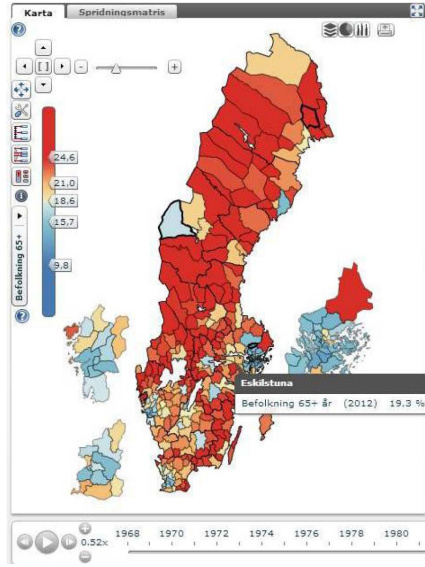 Karta Spridningsmatris
24,6
21,0
18,6
15,7
9,8
Befolkning 65+
Eskilstuna
Befolkning 65+ år (2012) 19,3 %
0.52x 1968 1970 1972 1974 1976 1978 1980